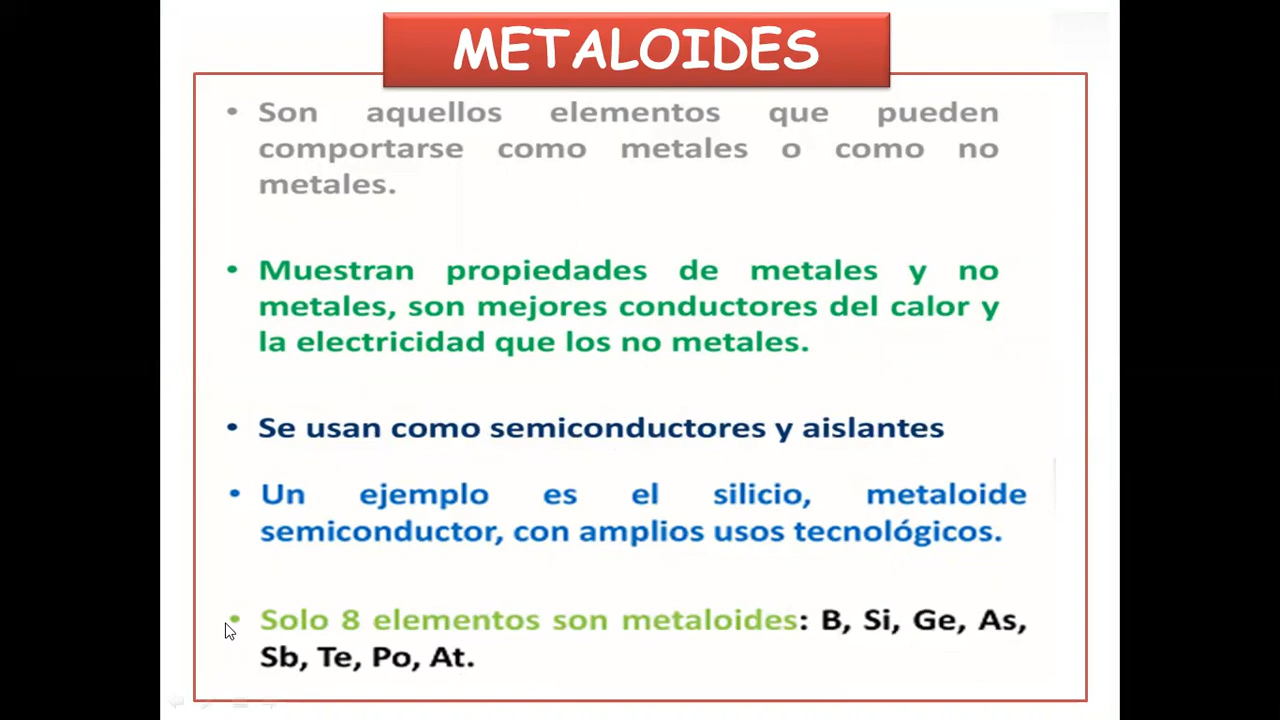 METALOIDES
• Son aquellos elementos que pueden
comportarse como metales o como no
metales.
• Muestran propiedades de metales y no
metales, son mejores conductores del calor y
la electricidad que los no metales.
• Se usan como semiconductores y aislantes
• Un ejemplo es el silicio, metaloide
semiconductor, con amplios usos tecnológicos.
• Solo 8 elementos son metaloides: B, Si, Ge, As,
Sb, Te, Po, At.